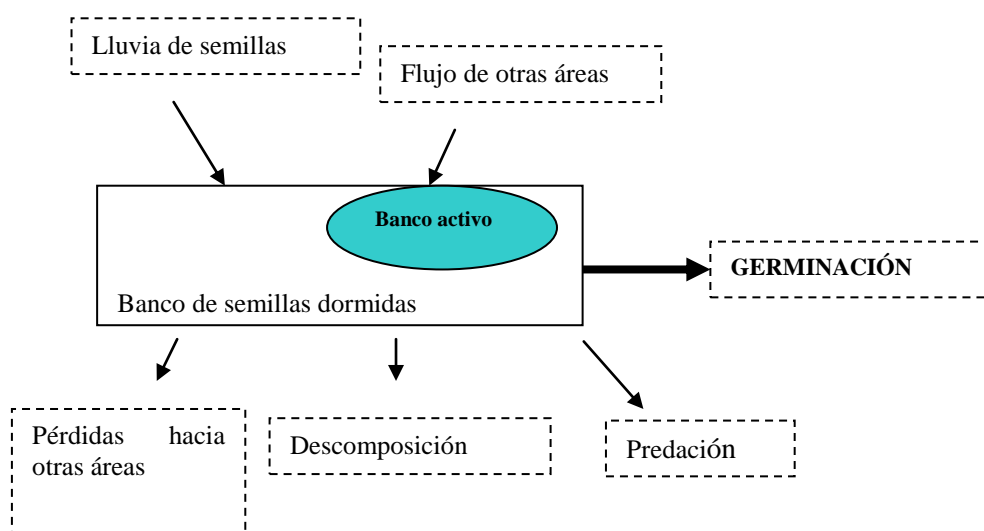 Lluvia de semillas
Flujo de otras áreas
Banco activo
GERMINACIÓN
Banco de semillas dormidas
Pérdidas hacia
otras áreas
Descomposición
Predación